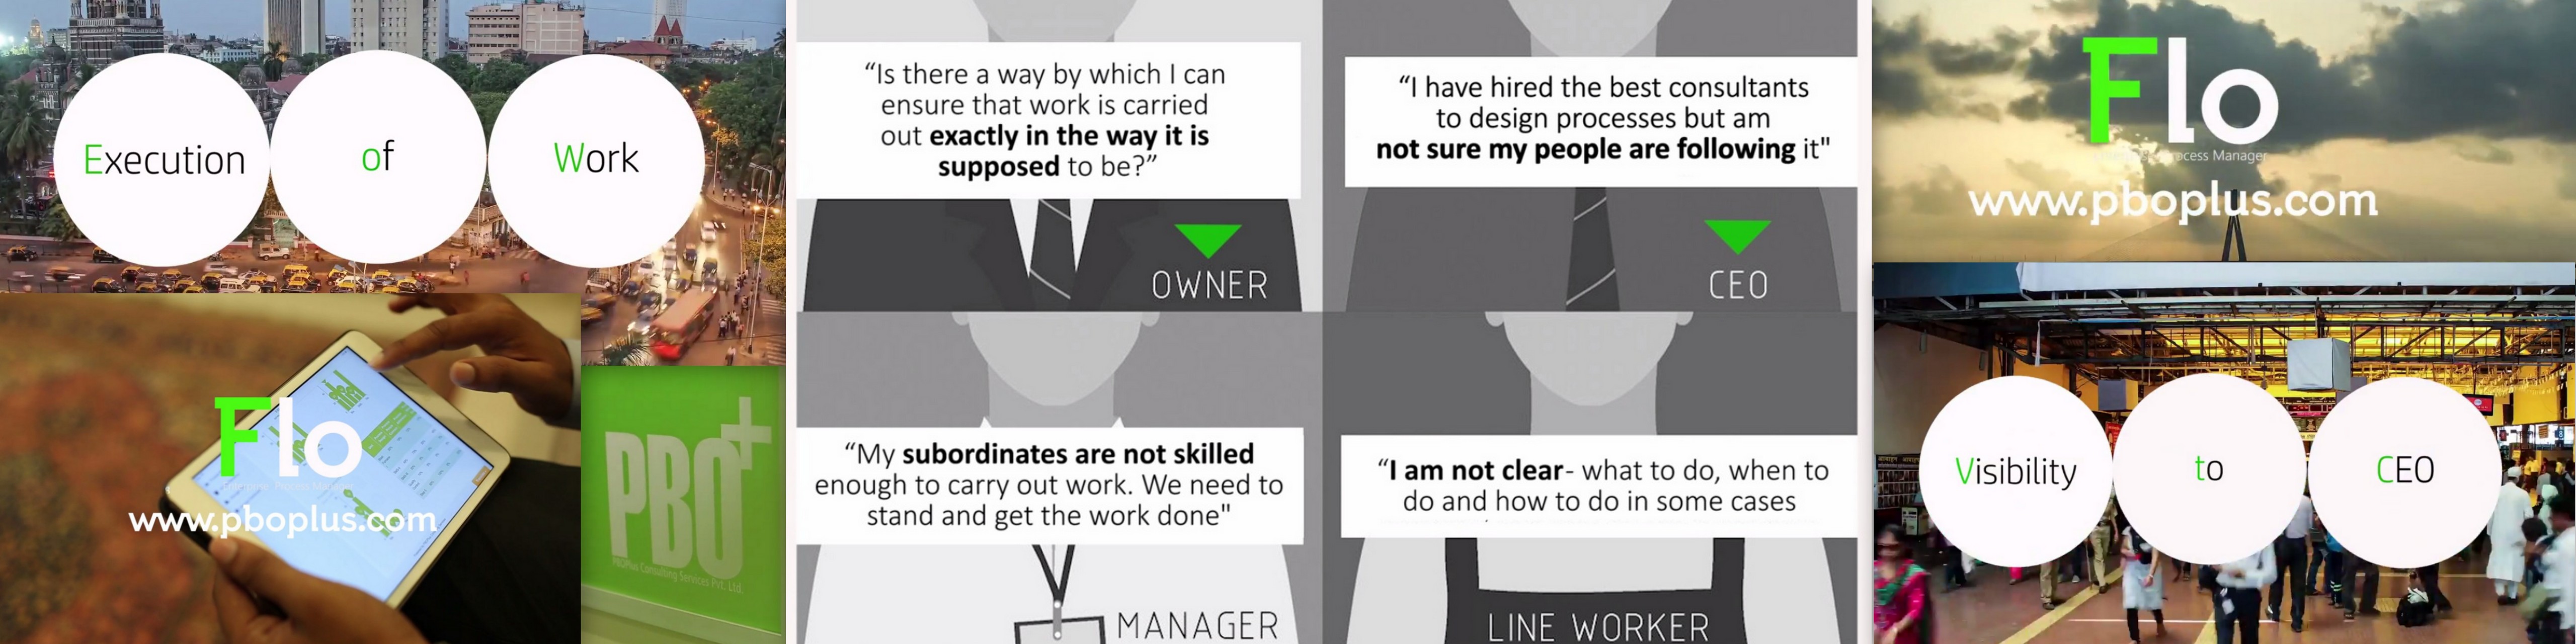 Execution of Work
Flo
www.pboplus.com
PBO+
PBOPlus Consulting Services Pvt. Ltd.
“Is there a way by which I can
ensure that work is carried
out exactly in the way it is
supposed to be?”
OWNER
“I have hired the best consultants
to design processes but am
not sure my people are following it"
CEO
“My subordinates are not skilled
enough to carry out work. We need to
stand and get the work done"
MANAGER
“I am not clear- what to do, when to
do and how to do in some cases
LINE WORKER
Flo
Process Manager
www.pboplus.com
Visibility to CEO